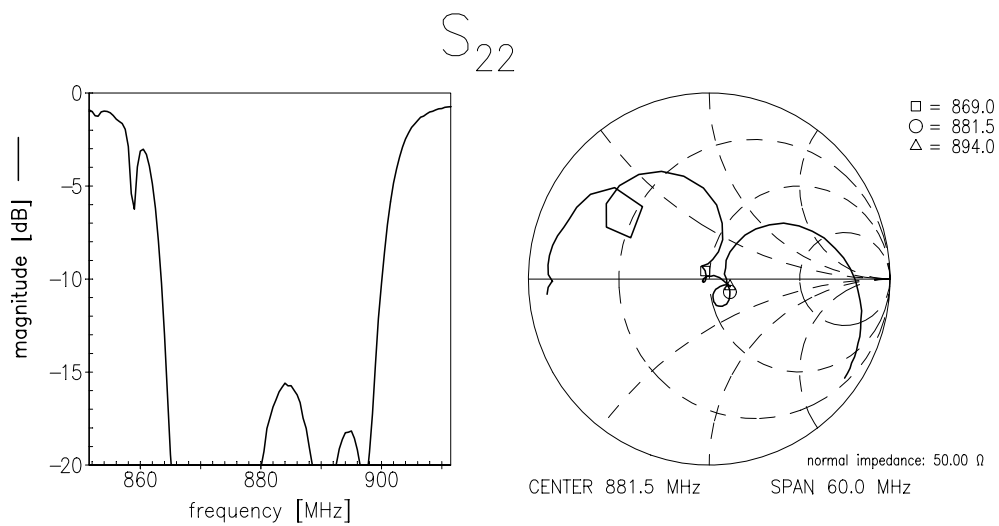 S22
0
−5
−10
−15
−20
magnitude [dB]
860
880
900
frequency [MHz]
□ = 869.0
○ = 881.5
△ = 894.0
normal impedance: 50.00 Ω
CENTER 881.5 MHz
SPAN 60.0 MHz